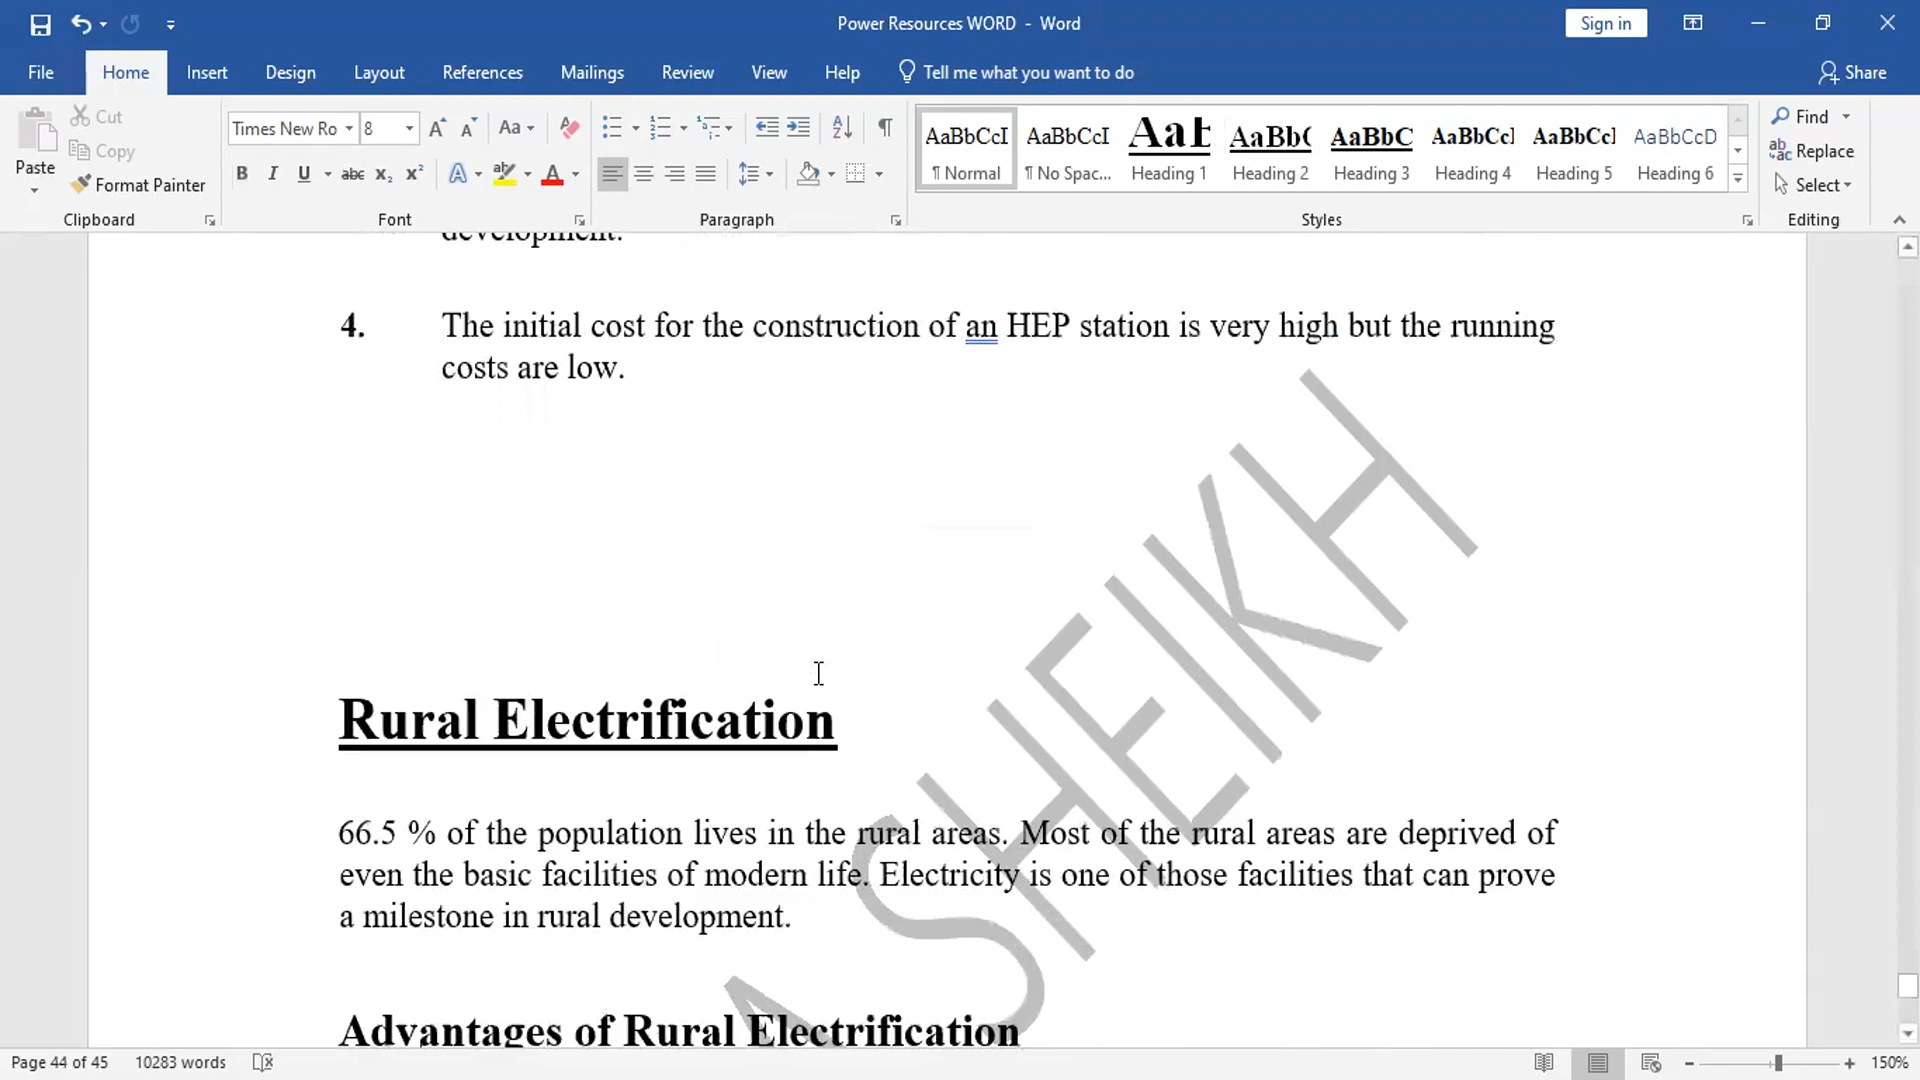 Power Resources WORD - Word
Sign in
File Home Insert Design Layout References Mailings Review View Help Tell me what you want to do Share
Paste
Cut
Copy
Format Painter
Clipboard
Times New Ro 8
Font
Paragraph
AaBbCcI AaBbCcI AaB AaBb( AaBbC AaBbCcl AaBbCcl AaBbCcD
¶ Normal ¶ No Spac... Heading 1 Heading 2 Heading 3 Heading 4 Heading 5 Heading 6
Styles
Find
Replace
Select
Editing
development.
4. The initial cost for the construction of an HEP station is very high but the running
costs are low.
Rural Electrification
66.5 % of the population lives in the rural areas. Most of the rural areas are deprived of
even the basic facilities of modern life. Electricity is one of those facilities that can prove
a milestone in rural development.
Advantages of Rural Electrification
SHEIKH
Page 44 of 45 10283 words 150%